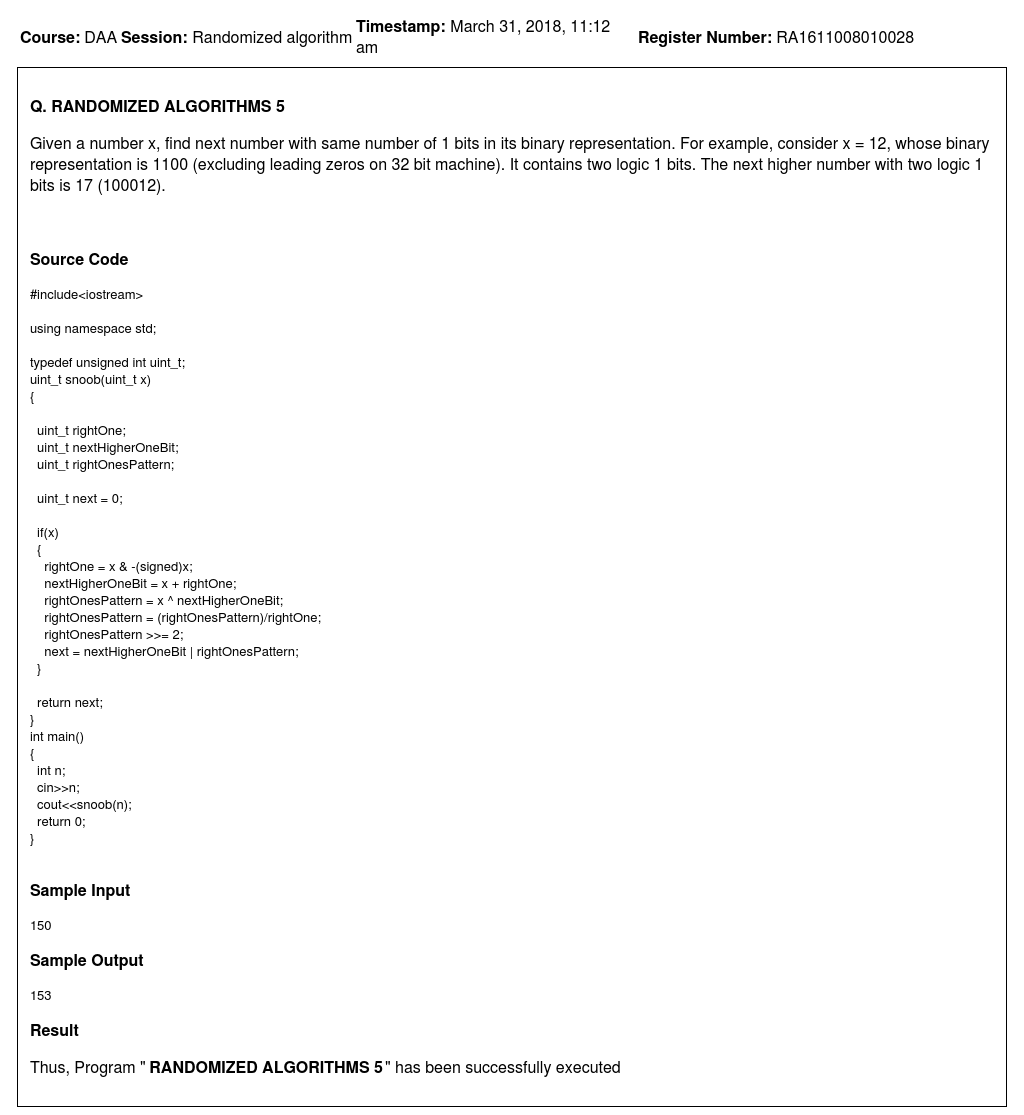 Course: DAA Session: Randomized algorithm Timestamp: March 31, 2018, 11:12 am Register Number: RA1611008010028
Q. RANDOMIZED ALGORITHMS 5
Given a number x, find next number with same number of 1 bits in its binary representation. For example, consider x = 12, whose binary
representation is 1100 (excluding leading zeros on 32 bit machine). It contains two logic 1 bits. The next higher number with two logic 1
bits is 17 (100012).
Source Code
#include<iostream>
using namespace std;
typedef unsigned int uint_t;
uint_t snoob(uint_t x)
{
uint_t rightOne;
uint_t nextHigherOneBit;
uint_t rightOnesPattern;
uint_t next = 0;
if(x)
{
rightOne = x & -(signed)x;
nextHigherOneBit = x + rightOne;
rightOnesPattern = x ^ nextHigherOneBit;
rightOnesPattern = (rightOnesPattern)/rightOne;
rightOnesPattern >>= 2;
next = nextHigherOneBit | rightOnesPattern;
}
return next;
}
int main()
{
int n;
cin>>n;
cout<<snoob(n);
return 0;
}
Sample Input
150
Sample Output
153
Result
Thus, Program " RANDOMIZED ALGORITHMS 5" has been successfully executed